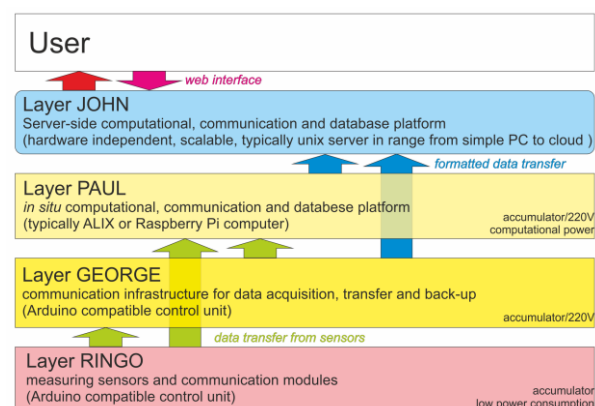 User
web interface
Layer JOHN
Server-side computational, communication and database platform
(hardware independent, scalable, typically unix server in range from simple PC to cloud )
formatted data transfer
Layer PAUL
in situ computational, communication and databese platform
(typically ALIX or Raspberry Pi computer)
accumulator/220V
computational power
Layer GEORGE
communication infrastructure for data acquisition, transfer and back-up
(Arduino compatible control unit)
accumulator/220V
data transfer from sensors
Layer RINGO
measuring sensors and communication modules
(Arduino compatible control unit)
accumulator
low power consumption